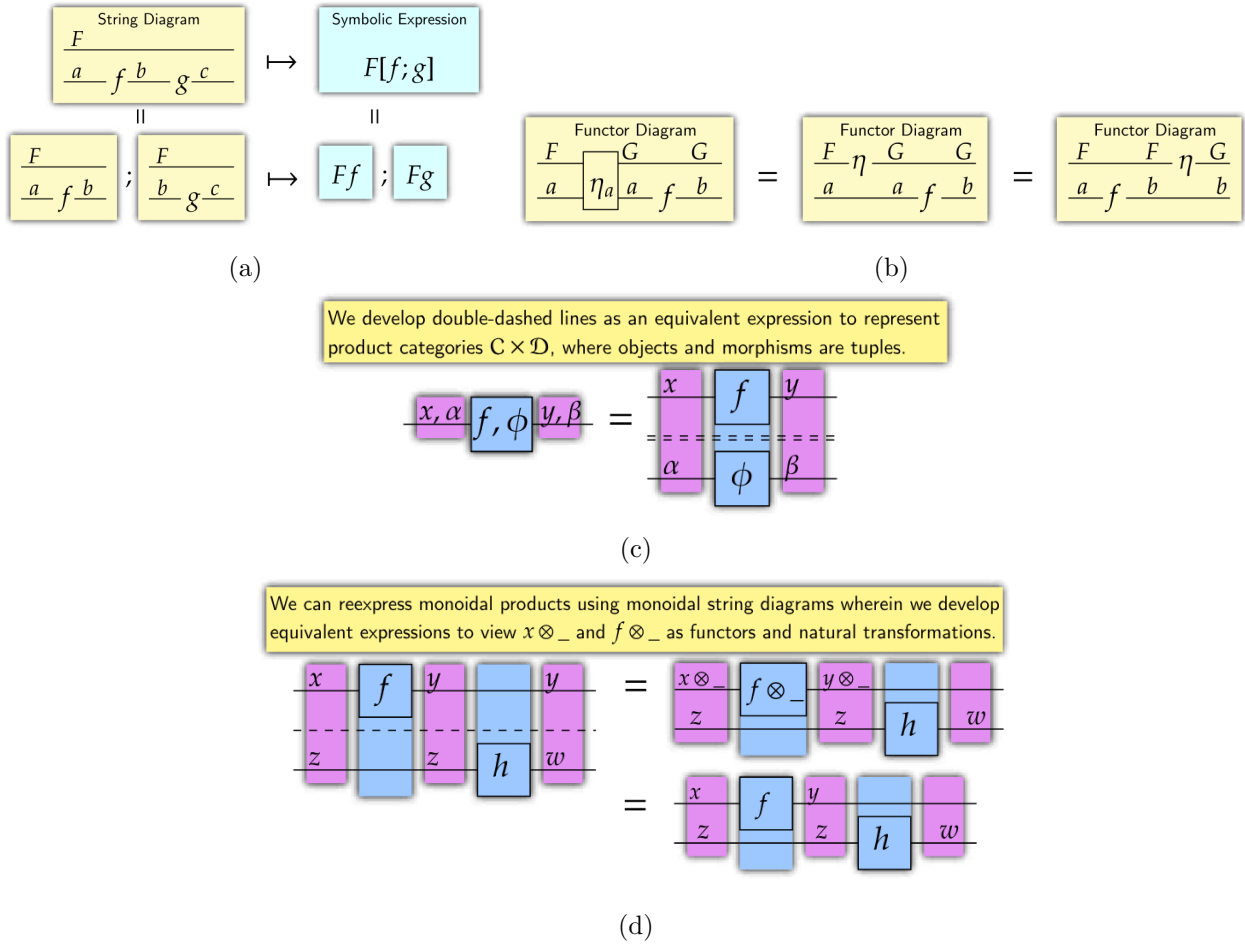 String Diagram
F
a f b g c
↦
Symbolic Expression
F[f; g]
=
=
F
a f b
;
F
b g c
↦
Ff ; Fg
(a)
Functor Diagram
F G G
a ηₐ a f b
=
Functor Diagram
F η G G
a a f b
=
Functor Diagram
F F η G
a f b b
(b)
We develop double-dashed lines as an equivalent expression to represent
product categories C × D, where objects and morphisms are tuples.
x, α f, ϕ y, β
=
x f y
α ϕ β
(c)
We can reexpress monoidal products using monoidal string diagrams wherein we develop
equivalent expressions to view x ⊗ _ and f ⊗ _ as functors and natural transformations.
x f y y
z z h w
=
x ⊗ _ f ⊗ _ y ⊗ _
z z h w
=
x f y
z z h w
(d)